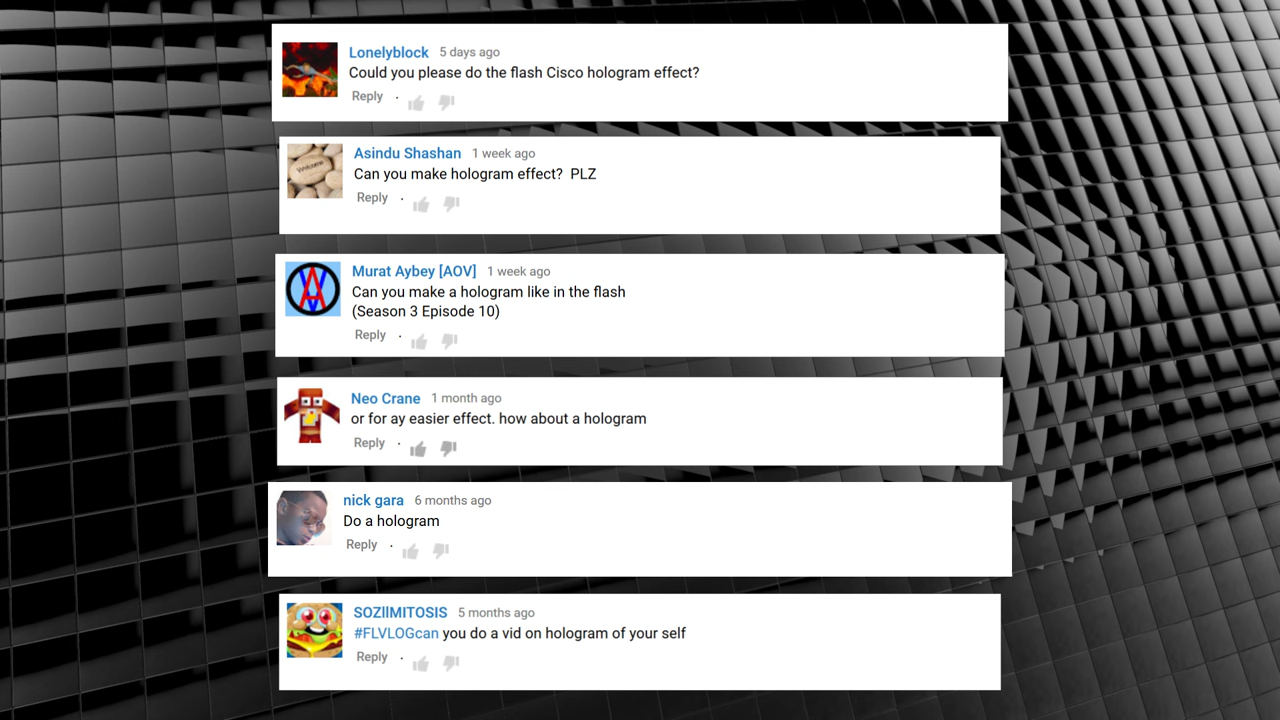 Lonelyblock 5 days ago
Could you please do the flash Cisco hologram effect?
Reply
Asindu Shashan 1 week ago
Welcome
Can you make hologram effect?  PLZ
Reply
Murat Aybey [AOV] 1 week ago
Can you make a hologram like in the flash
(Season 3 Episode 10)
Reply
Neo Crane 1 month ago
or for ay easier effect. how about a hologram
Reply
nick gara 6 months ago
Do a hologram
Reply
SOZIlMITOSIS 5 months ago
#FLVLOGcan you do a vid on hologram of your self
Reply